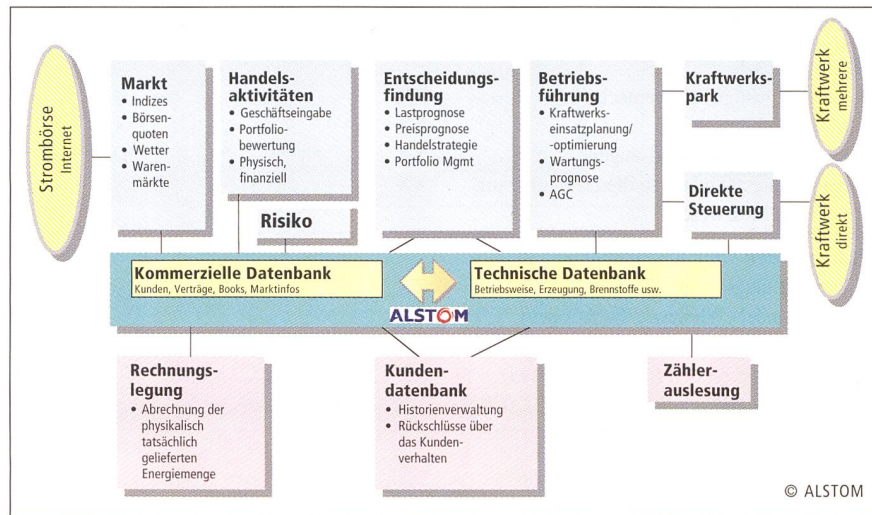 Strombörse
Internet
Markt
• Indizes
• Börsen-
quoten
• Wetter
• Waren-
märkte
Handels-
aktivitäten
• Geschäftseingabe
• Portfolio-
bewertung
• Physisch,
finanziell
Risiko
Entscheidungs-
findung
• Lastprognose
• Preisprognose
• Handelstrategie
• Portfolio Mgmt
Betriebs-
führung
• Kraftwerks-
einsatzplanung/
-optimierung
• Wartungs-
prognose
• AGC
Kraftwerks-
park
Direkte
Steuerung
Kraftwerk
mehrere
Kraftwerk
direkt
Kommerzielle Datenbank
Kunden, Verträge, Books, Marktinfos
Technische Datenbank
Betriebsweise, Erzeugung, Brennstoffe usw.
ALSTOM
Rechnungs-
legung
• Abrechnung der
physikalisch
tatsächlich
gelieferten
Energiemenge
Kunden-
datenbank
• Historienverwaltung
• Rückschlüsse über
das Kunden-
verhalten
Zähler-
auslesung
© ALSTOM